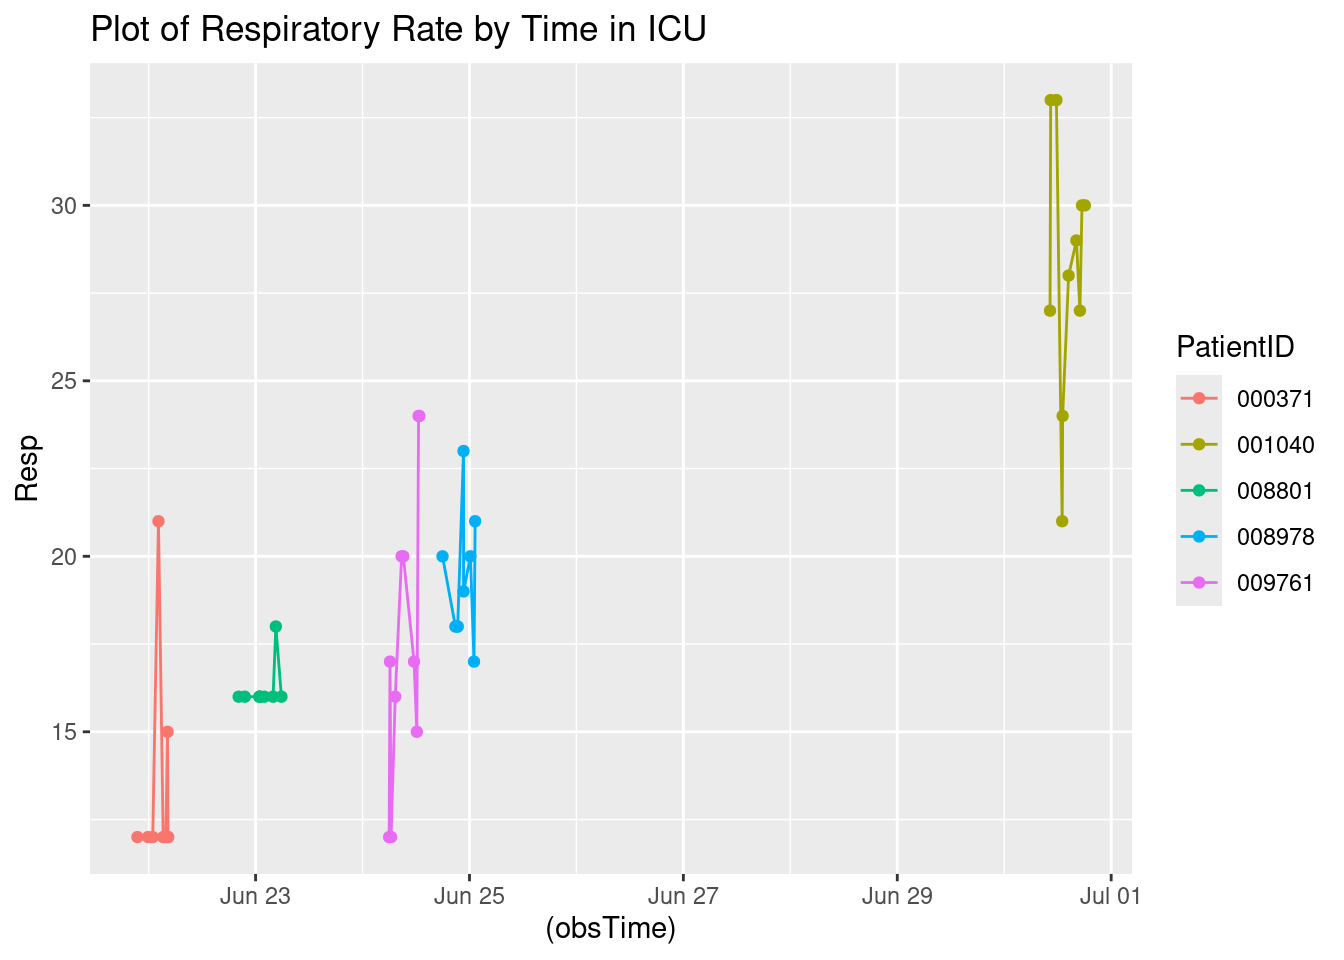 Plot of Respiratory Rate by Time in ICU
30
25
20
15
Resp
Jun 23
Jun 25
Jun 27
Jun 29
Jul 01
(obsTime)
PatientID
000371
001040
008801
008978
009761